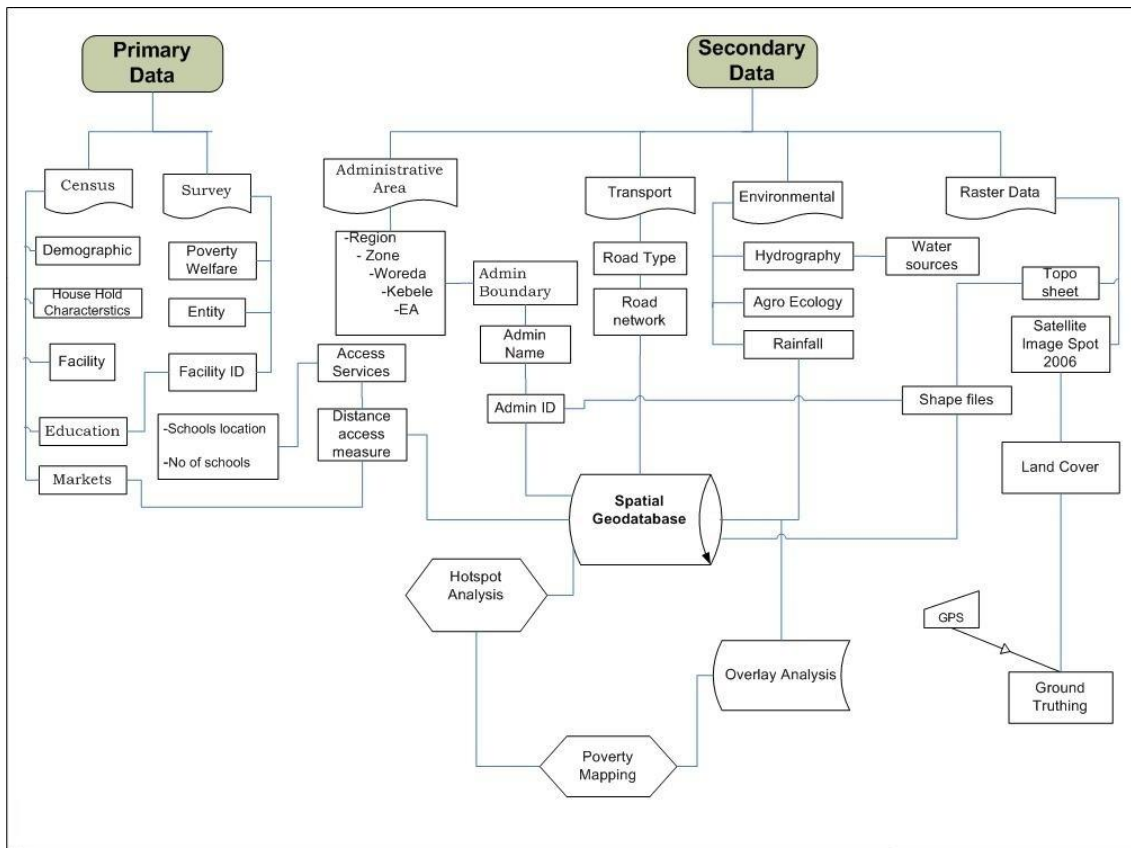 Primary
Data
Secondary
Data
Census
Survey
Administrative
Area
Transport
Environmental
Raster Data
Demographic
Poverty
Welfare
-Region
- Zone
-Woreda
-Kebele
-EA
Admin
Boundary
Road Type
Hydrography
Water
sources
Topo
sheet
House Hold
Characterstics
Entity
Road
network
Agro Ecology
Satellite
Image Spot
2006
Admin
Name
Rainfall
Facility
Facility ID
Access
Services
Admin ID
Shape files
Education
-Schools location
-No of schools
Distance
access
measure
Markets
Land Cover
Spatial
Geodatabase
Hotspot
Analysis
GPS
Overlay Analysis
Ground
Truthing
Poverty
Mapping